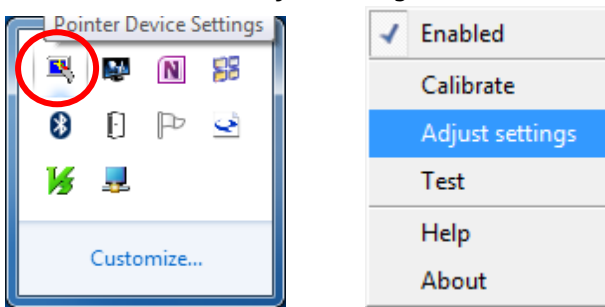 Pointer Device Settings
N
Customize...
Enabled
Calibrate
Adjust settings
Test
Help
About